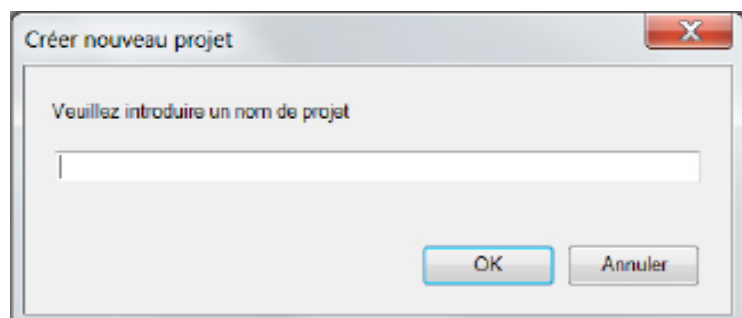 Créer nouveau projet
Veuillez introduire un nom de projet
OK
Annuler